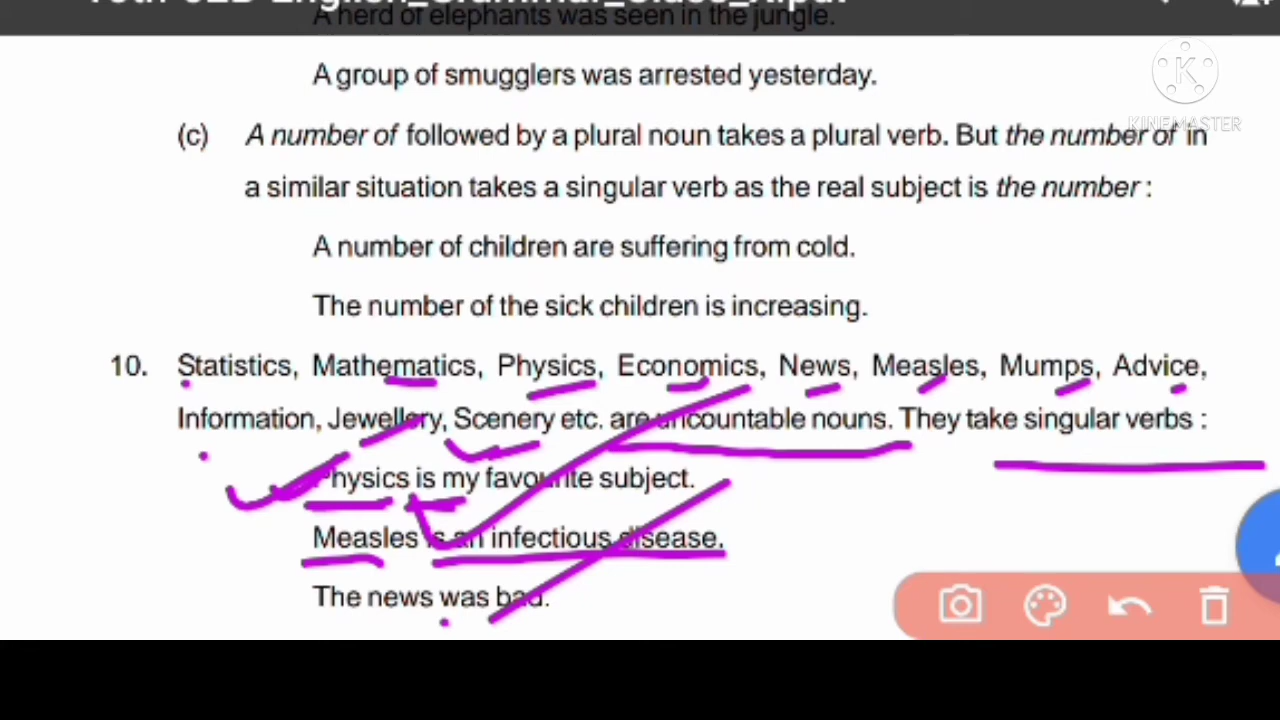 A herd of elephants was seen in the jungle.
A group of smugglers was arrested yesterday.
KINEMASTER
(c) A number of followed by a plural noun takes a plural verb. But the number of in
a similar situation takes a singular verb as the real subject is the number :
A number of children are suffering from cold.
The number of the sick children is increasing.
10. Statistics, Mathematics, Physics, Economics, News, Measles, Mumps, Advice,
Information, Jewellery, Scenery etc. are uncountable nouns. They take singular verbs :
Physics is my favourite subject.
Measles is an infectious disease.
The news was bad.